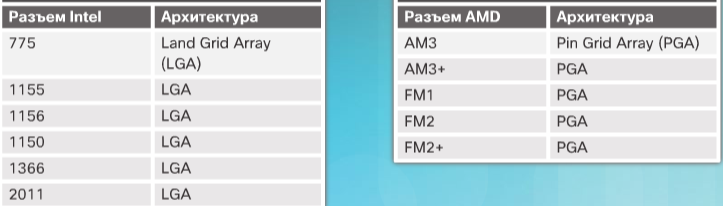 Разъем Intel Архитектура
775 Land Grid Array
(LGA)
1155 LGA
1156 LGA
1150 LGA
1366 LGA
2011 LGA
Разъем AMD Архитектура
AM3 Pin Grid Array (PGA)
AM3+ PGA
FM1 PGA
FM2 PGA
FM2+ PGA